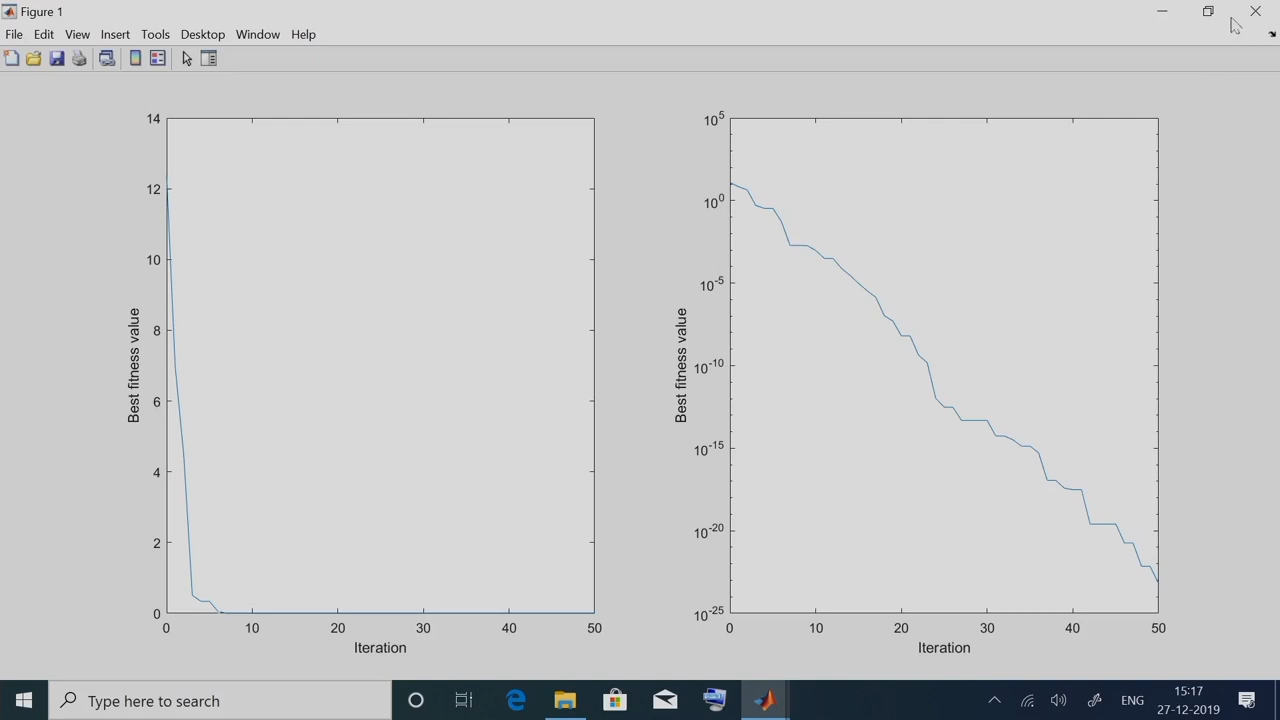 Figure 1
File Edit View Insert Tools Desktop Window Help
14
12
10
8
6
4
2
0
Best fitness value
0 10 20 30 40 50
Iteration
10^5
10^0
10^-5
10^-10
10^-15
10^-20
10^-25
Best fitness value
0 10 20 30 40 50
Iteration
Type here to search
ENG
15:17
27-12-2019